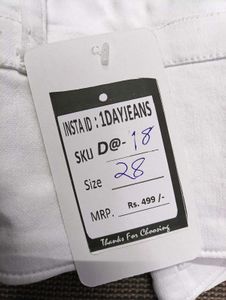 INSTA ID : 1DAYJEANS
SKU D@- 18
Size 28
MRP. Rs. 499 /-
Thanks For Choosing